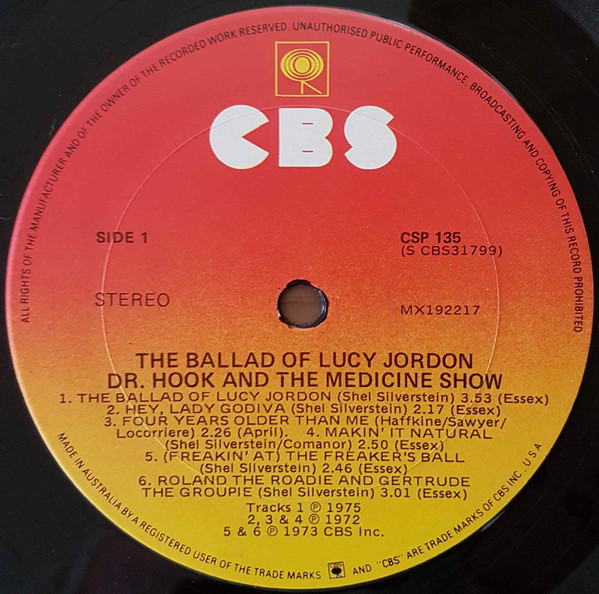 ALL RIGHTS OF THE MANUFACTURER AND OF THE OWNER OF THE RECORDED WORK RESERVED. UNAUTHORISED PUBLIC PERFORMANCE, BROADCASTING AND COPYING OF THIS RECORD PROHIBITED
CBS
SIDE 1
CSP 135
(S CBS31799)
STEREO
MX192217
THE BALLAD OF LUCY JORDON
DR. HOOK AND THE MEDICINE SHOW
1. THE BALLAD OF LUCY JORDON (Shel Silverstein) 3.53 (Essex)
2. HEY, LADY GODIVA (Shel Silverstein) 2.17 (Essex)
3. FOUR YEARS OLDER THAN ME (Haffkine/Sawyer/
Locorriere) 2.26 (April). 4. MAKIN' IT NATURAL
(Shel Silverstein/Comanor) 2.50 (Essex)
5. (FREAKIN' AT) THE FREAKER'S BALL
(Shel Silverstein) 2.46 (Essex)
6. ROLAND THE ROADIE AND GERTRUDE
THE GROUPIE (Shel Silverstein) 3.01 (Essex)
Tracks 1 ℗ 1975
2, 3 & 4 ℗ 1972
5 & 6 ℗ 1973 CBS Inc.
MADE IN AUSTRALIA BY A REGISTERED USER OF THE TRADE MARKS AND "CBS" ARE TRADE MARKS OF CBS INC. U.S.A